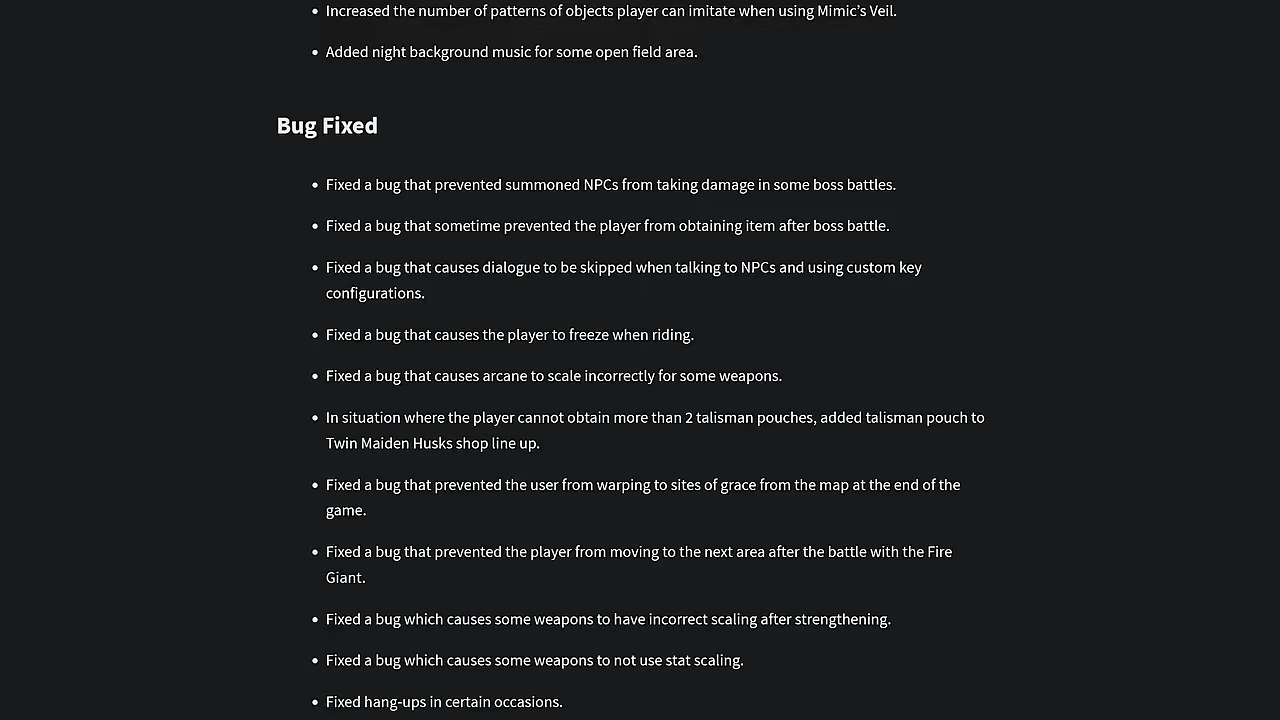 • Increased the number of patterns of objects player can imitate when using Mimic's Veil.
• Added night background music for some open field area.
Bug Fixed
• Fixed a bug that prevented summoned NPCs from taking damage in some boss battles.
• Fixed a bug that sometime prevented the player from obtaining item after boss battle.
• Fixed a bug that causes dialogue to be skipped when talking to NPCs and using custom key
configurations.
• Fixed a bug that causes the player to freeze when riding.
• Fixed a bug that causes arcane to scale incorrectly for some weapons.
• In situation where the player cannot obtain more than 2 talisman pouches, added talisman pouch to
Twin Maiden Husks shop line up.
• Fixed a bug that prevented the user from warping to sites of grace from the map at the end of the
game.
• Fixed a bug that prevented the player from moving to the next area after the battle with the Fire
Giant.
• Fixed a bug which causes some weapons to have incorrect scaling after strengthening.
• Fixed a bug which causes some weapons to not use stat scaling.
• Fixed hang-ups in certain occasions.